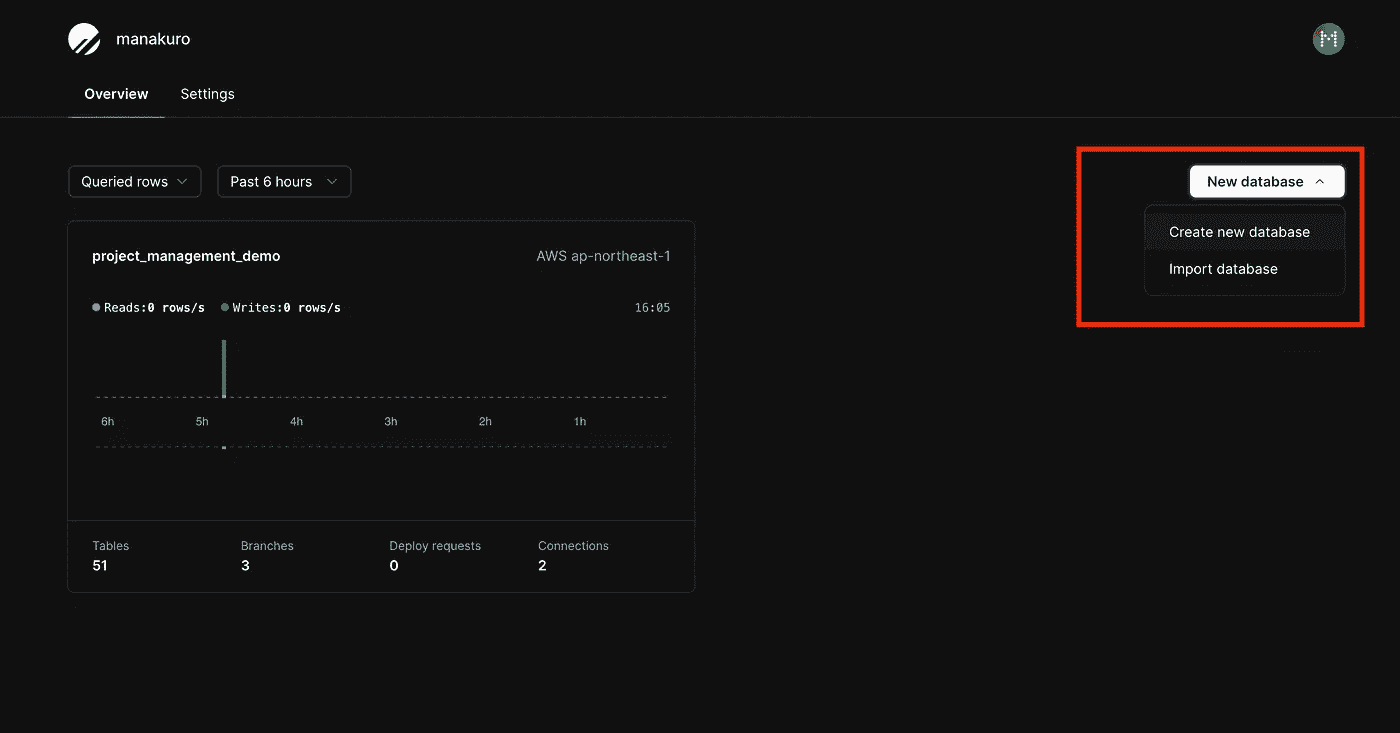 manakuro
M
Overview Settings
Queried rows Past 6 hours New database
Create new database
Import database
project_management_demo AWS ap-northeast-1
Reads:0 rows/s Writes:0 rows/s 16:05
6h 5h 4h 3h 2h 1h
Tables Branches Deploy requests Connections
51 3 0 2